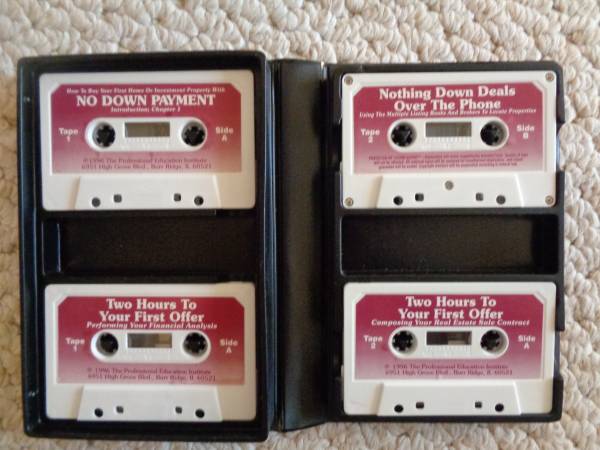 How To Buy Your First Home Or Investment Property With
NO DOWN PAYMENT
Introduction; Chapter 1
Tape
1
Side
A
© 1996 The Professional Education Institute
6951 High Grove Blvd., Burr Ridge, IL 60521
Nothing Down Deals
Over The Phone
Using The Multiple Listing Books And Brokers To Locate Properties
Tape
2
Side
B
Two Hours To
Your First Offer
Performing Your Financial Analysis
Tape
1
Side
A
© 1996 The Professional Education Institute
6951 High Grove Blvd., Burr Ridge, IL 60521
Two Hours To
Your First Offer
Composing Your Real Estate Sale Contract
Tape
2
Side
A
© 1996 The Professional Education Institute
6951 High Grove Blvd., Burr Ridge, IL 60521